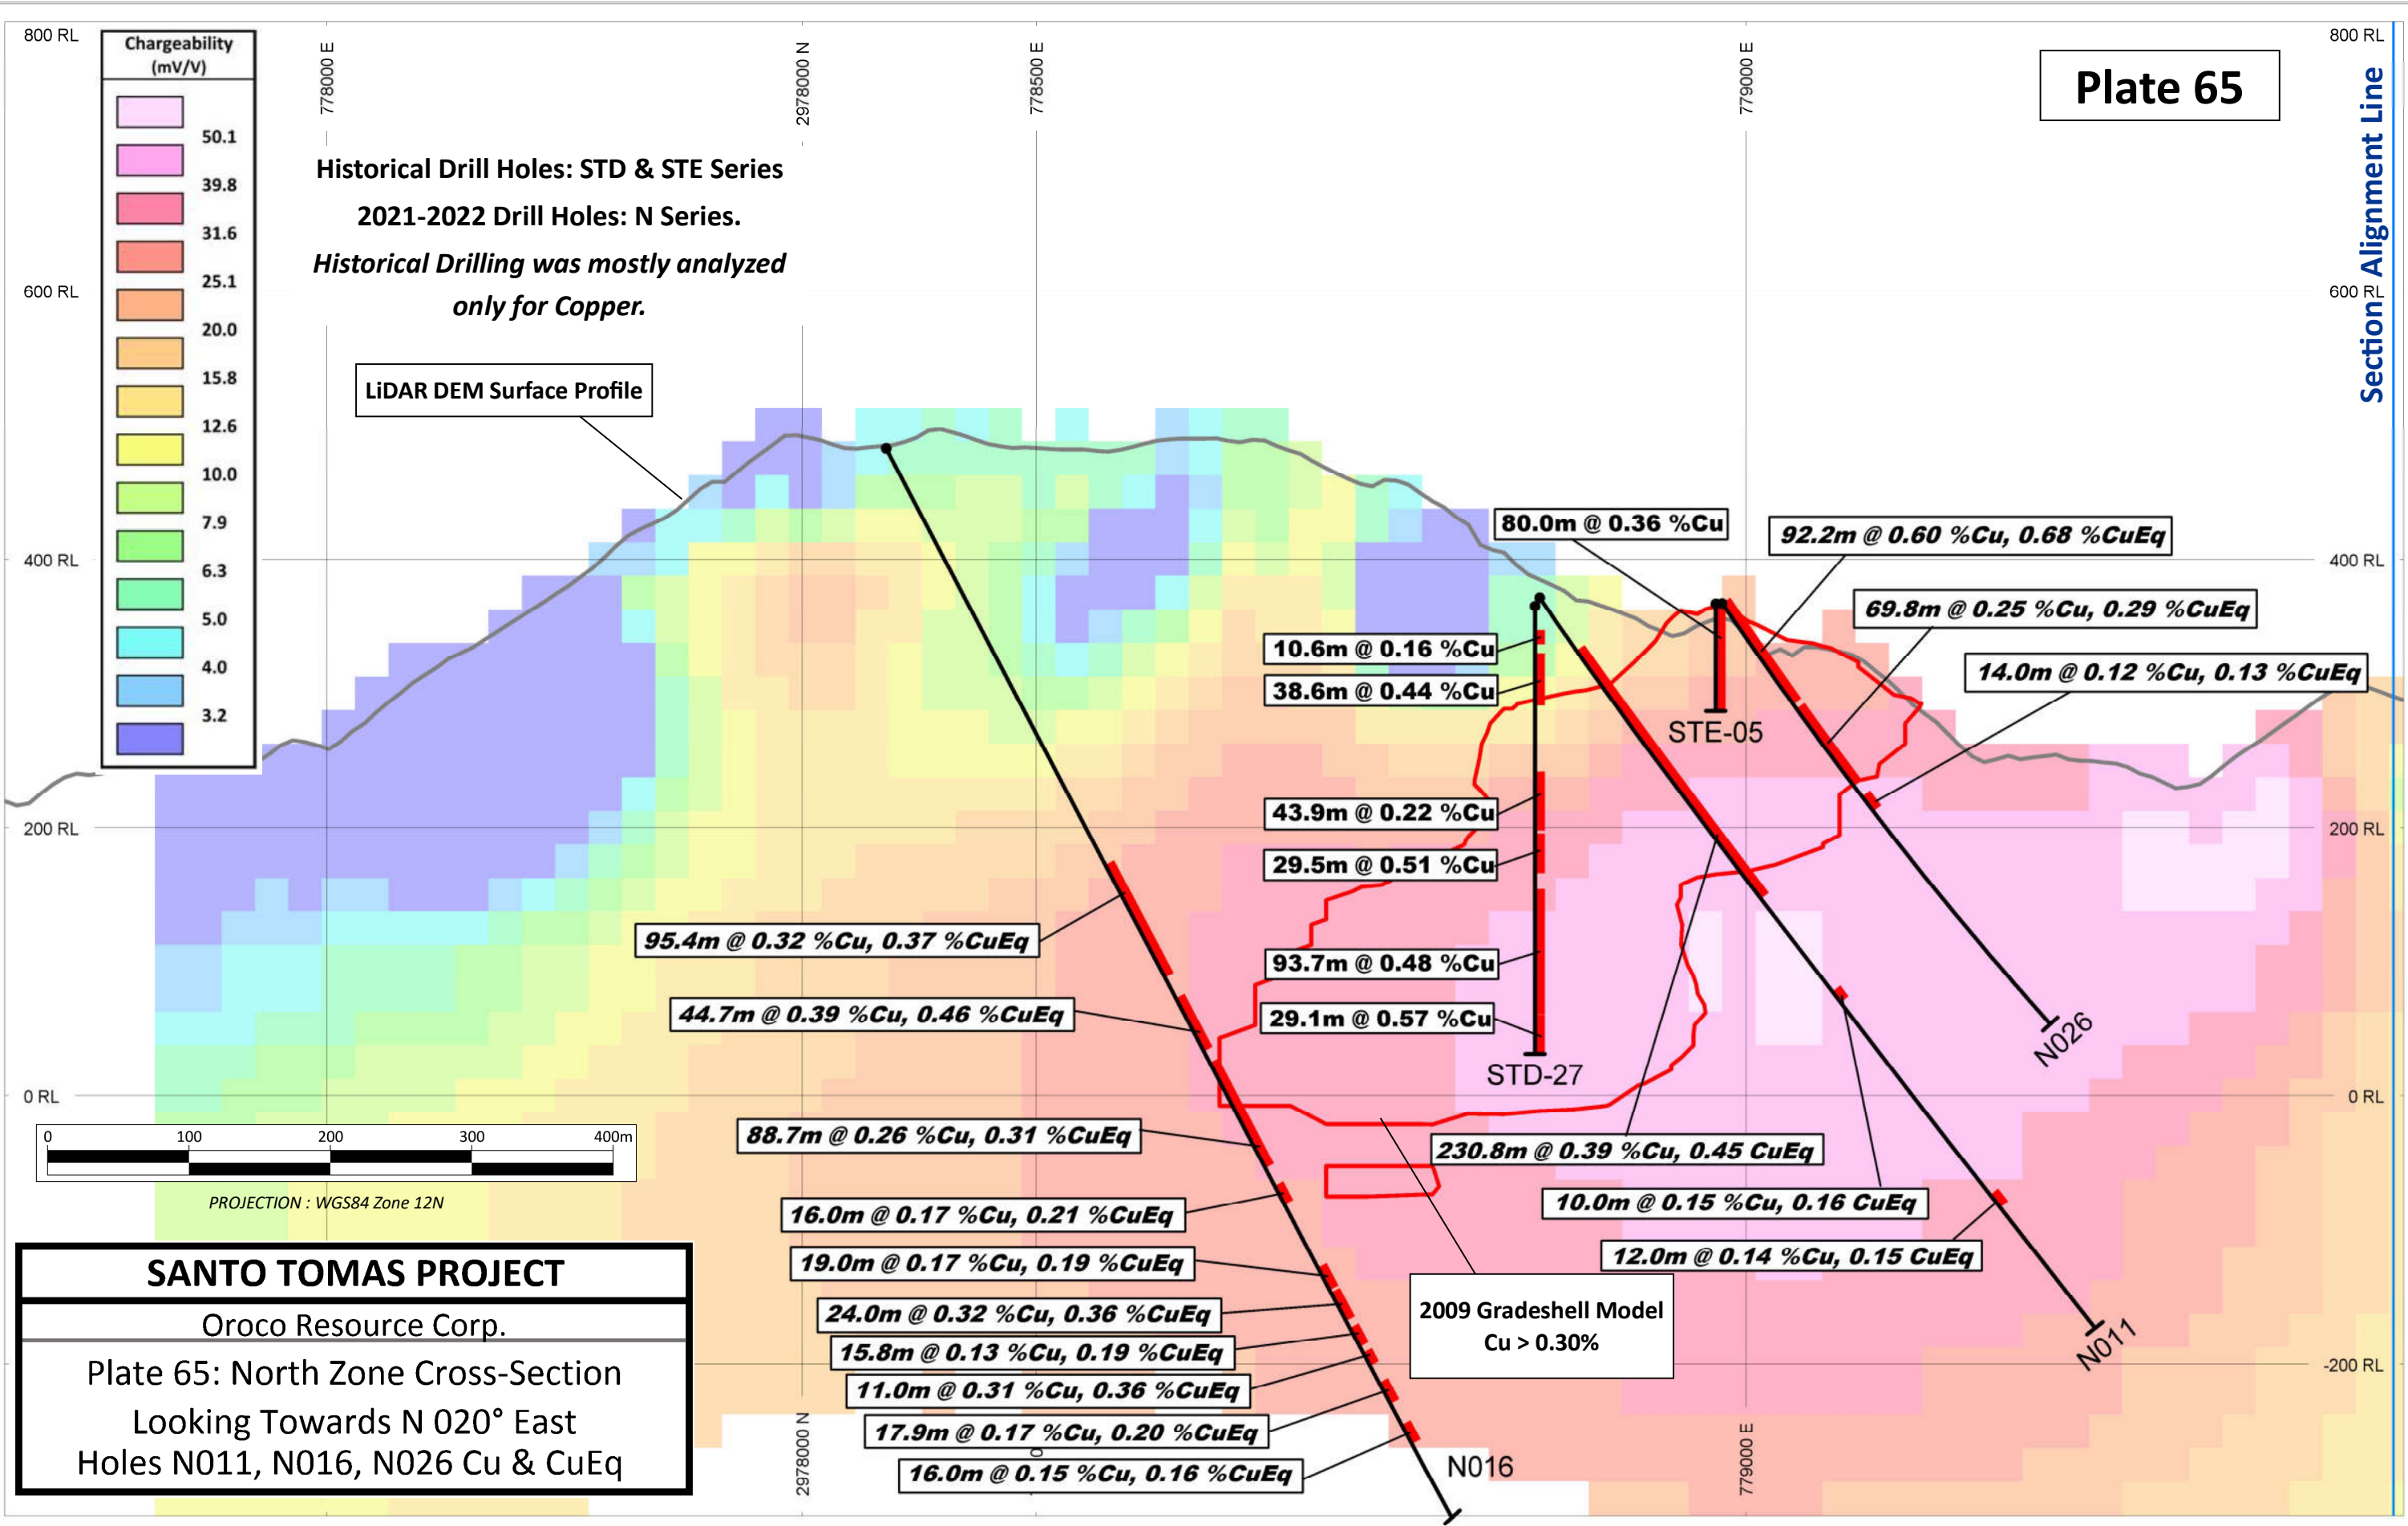 800 RL
Chargeability
(mV/V)
50.1
39.8
31.6
25.1
20.0
15.8
12.6
10.0
7.9
6.3
5.0
4.0
3.2
778000 E
2978000 N
778500 E
779000 E
800 RL
Plate 65
Section Alignment Line
Historical Drill Holes: STD & STE Series
2021-2022 Drill Holes: N Series.
Historical Drilling was mostly analyzed
only for Copper.
600 RL
600 RL
LiDAR DEM Surface Profile
400 RL
400 RL
80.0m @ 0.36 %Cu
92.2m @ 0.60 %Cu, 0.68 %CuEq
69.8m @ 0.25 %Cu, 0.29 %CuEq
14.0m @ 0.12 %Cu, 0.13 %CuEq
10.6m @ 0.16 %Cu
38.6m @ 0.44 %Cu
STE-05
43.9m @ 0.22 %Cu
200 RL
200 RL
29.5m @ 0.51 %Cu
95.4m @ 0.32 %Cu, 0.37 %CuEq
93.7m @ 0.48 %Cu
44.7m @ 0.39 %Cu, 0.46 %CuEq
29.1m @ 0.57 %Cu
STD-27
N026
0 RL
0 RL
88.7m @ 0.26 %Cu, 0.31 %CuEq
230.8m @ 0.39 %Cu, 0.45 CuEq
0 100 200 300 400m
PROJECTION : WGS84 Zone 12N
16.0m @ 0.17 %Cu, 0.21 %CuEq
10.0m @ 0.15 %Cu, 0.16 CuEq
19.0m @ 0.17 %Cu, 0.19 %CuEq
12.0m @ 0.14 %Cu, 0.15 CuEq
24.0m @ 0.32 %Cu, 0.36 %CuEq
2009 Gradeshell Model
Cu > 0.30%
15.8m @ 0.13 %Cu, 0.19 %CuEq
N011
-200 RL
11.0m @ 0.31 %Cu, 0.36 %CuEq
17.9m @ 0.17 %Cu, 0.20 %CuEq
16.0m @ 0.15 %Cu, 0.16 %CuEq
N016
2978000 N
779000 E
SANTO TOMAS PROJECT
Oroco Resource Corp.
Plate 65: North Zone Cross-Section
Looking Towards N 020° East
Holes N011, N016, N026 Cu & CuEq